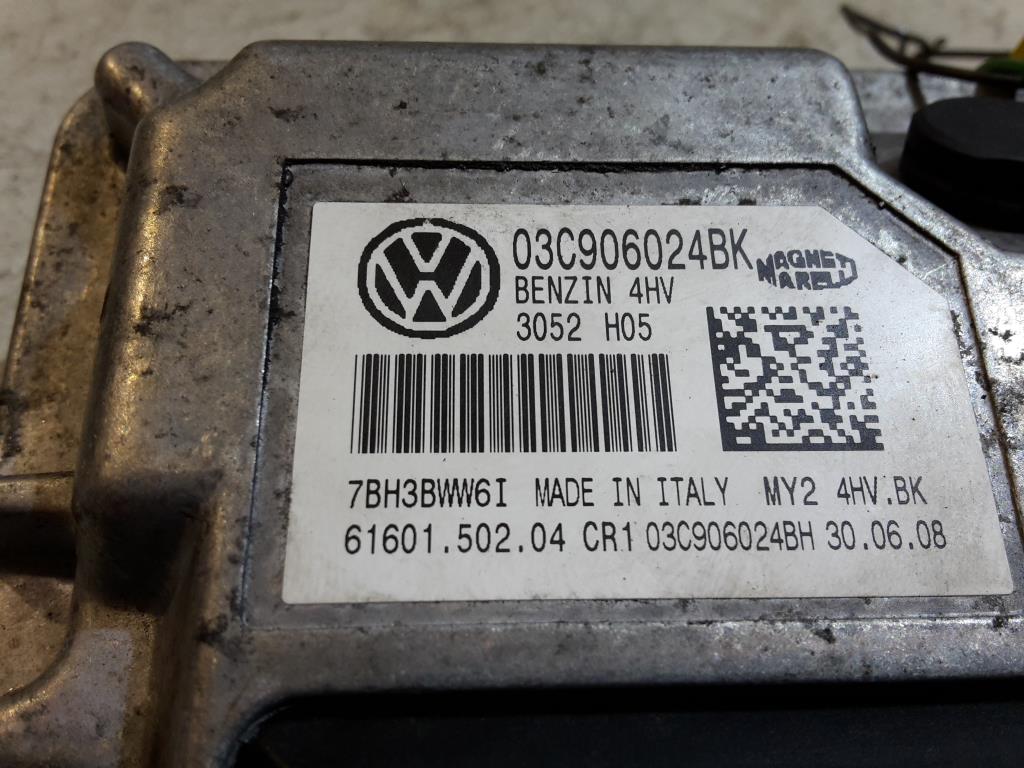 03C906024BK
MAGNETI
MARELLI
BENZIN 4HV
3052 H05
7BH3BWW6I MADE IN ITALY MY2 4HV.BK
61601.502.04 CR1 03C906024BH 30.06.08